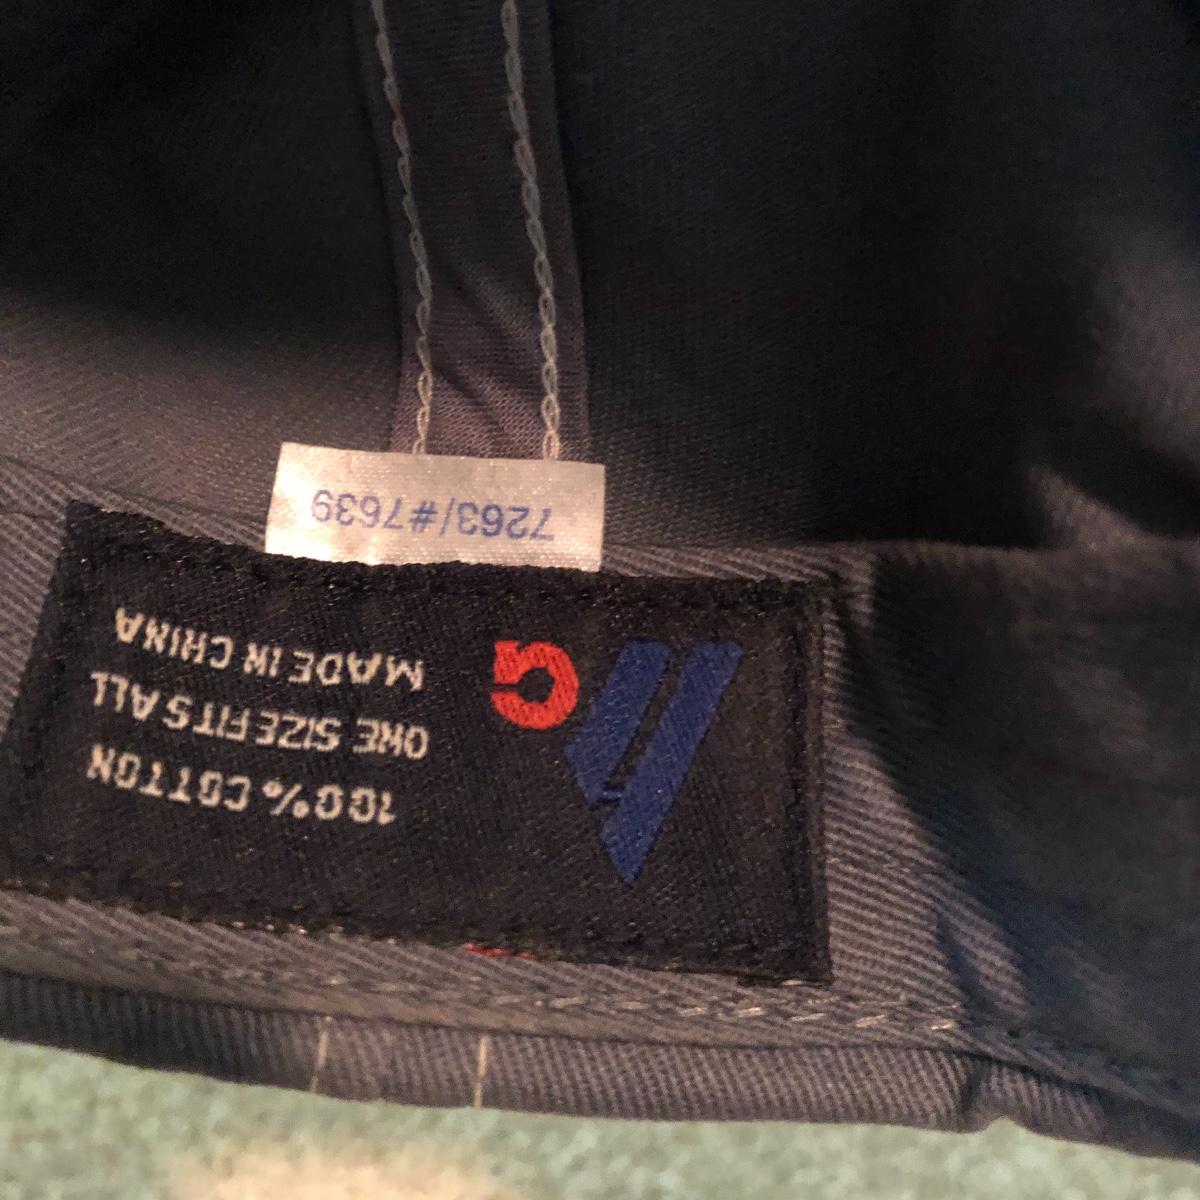 100% COTTON
ONE SIZE FITS ALL
MADE IN CHINA
7263/#7639